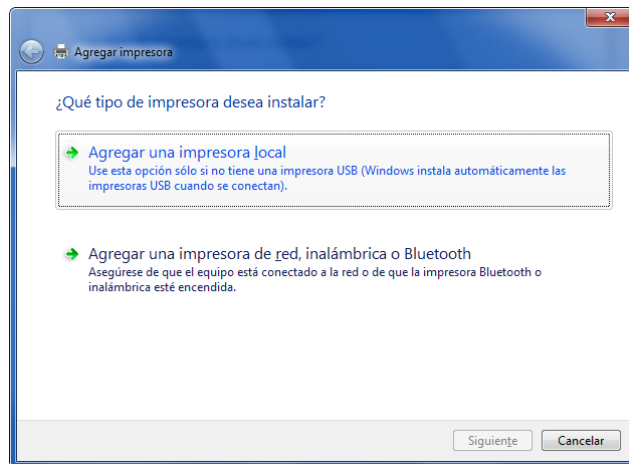 Agregar impresora
¿Qué tipo de impresora desea instalar?
Agregar una impresora local
Use esta opción sólo si no tiene una impresora USB (Windows instala automáticamente las
impresoras USB cuando se conectan).
Agregar una impresora de red, inalámbrica o Bluetooth
Asegúrese de que el equipo está conectado a la red o de que la impresora Bluetooth o
inalámbrica esté encendida.
Siguiente Cancelar